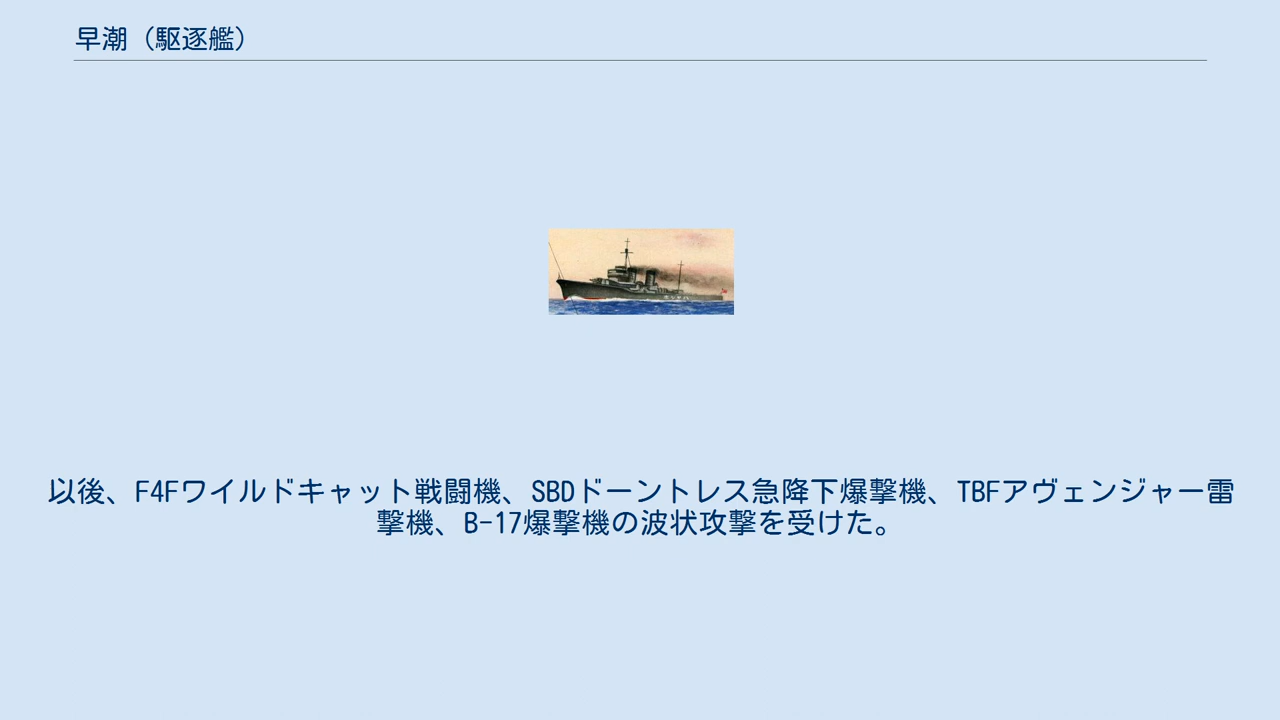 早潮（駆逐艦）
以後、F4Fワイルドキャット戦闘機、SBDドーントレス急降下爆撃機、TBFアヴェンジャー雷
撃機、B-17爆撃機の波状攻撃を受けた。